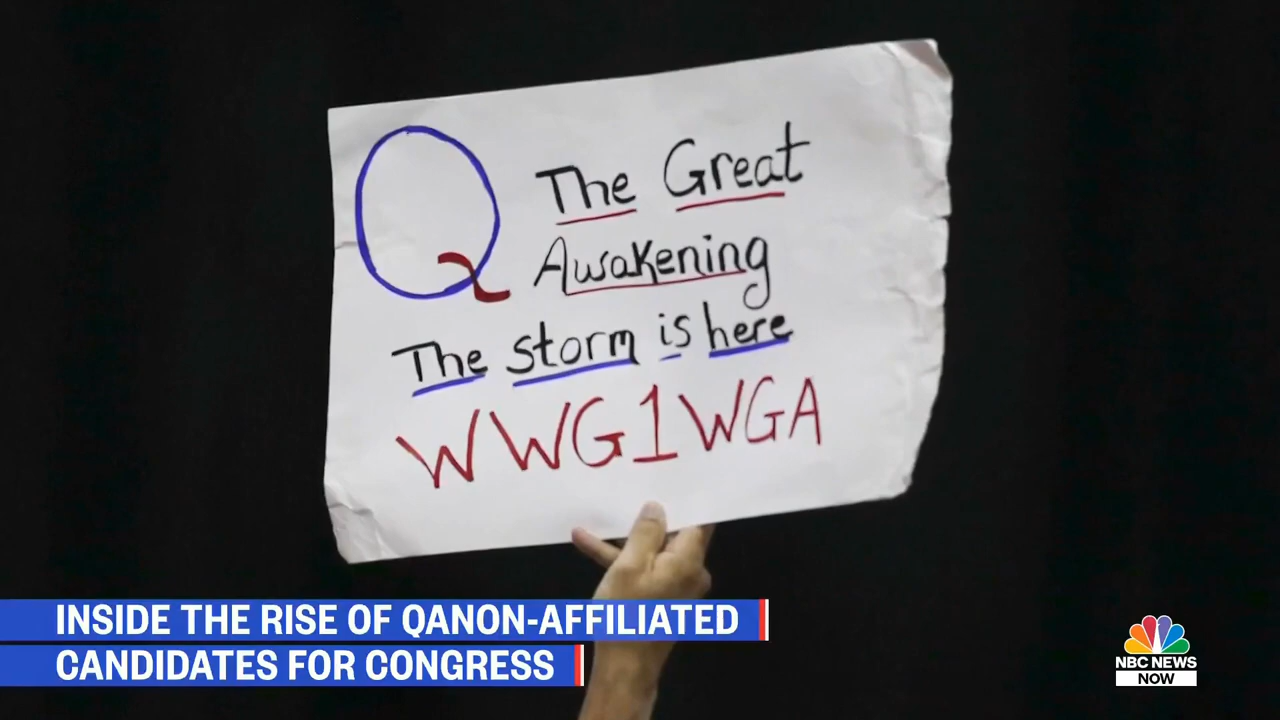 Q The Great
Awakening
The storm is here
WWG1WGA
INSIDE THE RISE OF QANON-AFFILIATED
CANDIDATES FOR CONGRESS
NBC NEWS
NOW